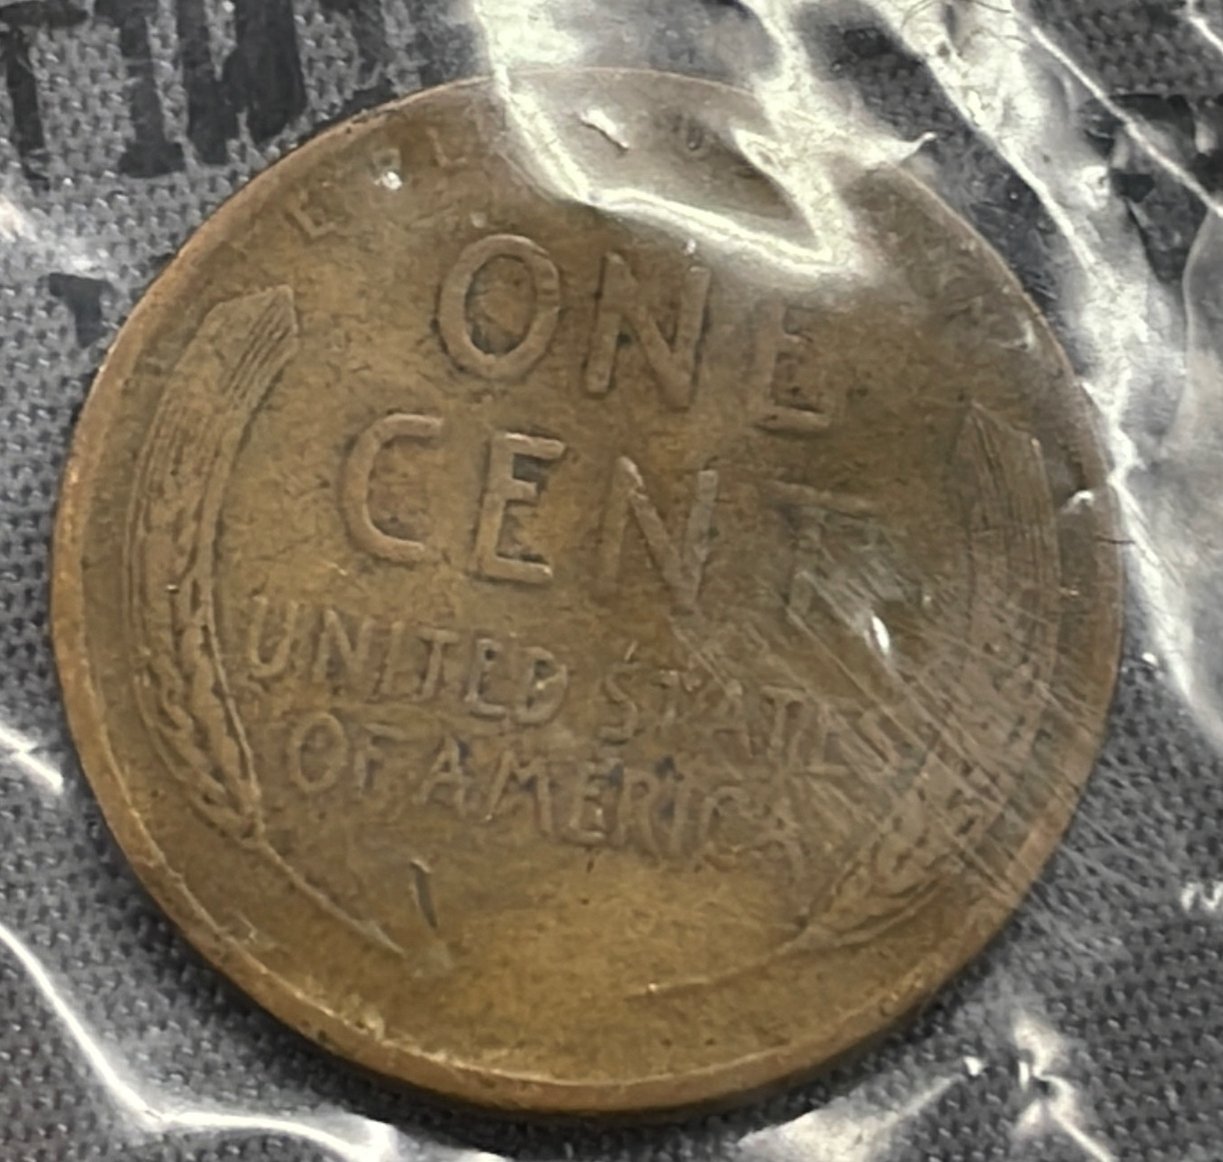 ONE
CENT
UNITED STATES
OF AMERICA